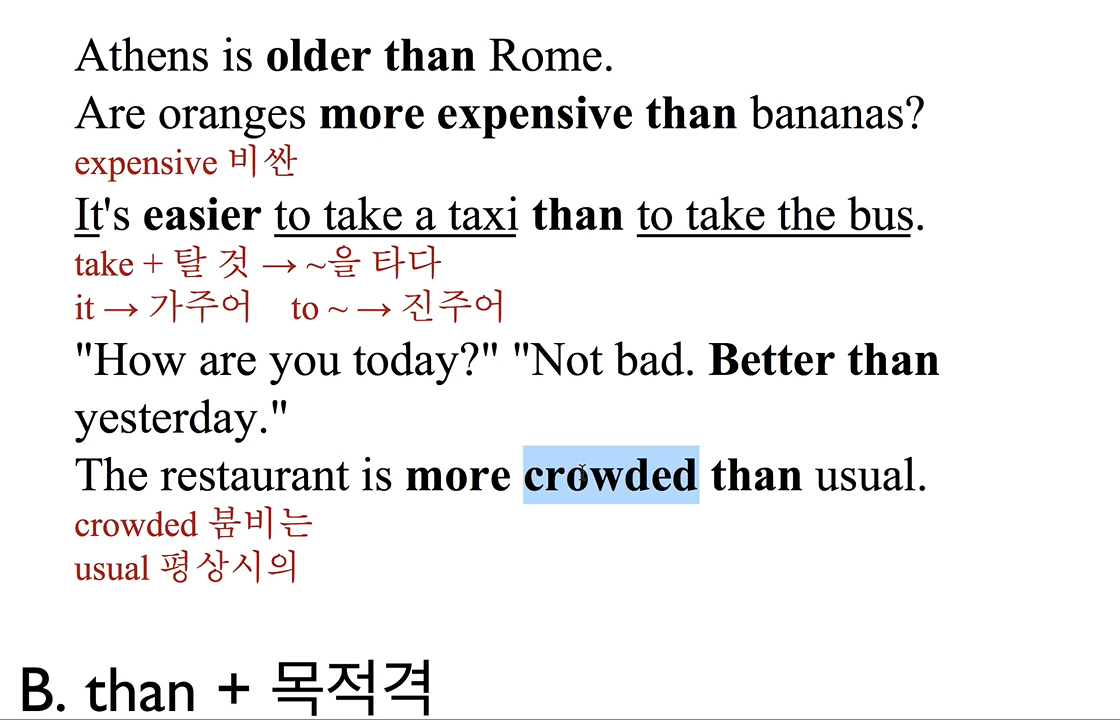 Athens is older than Rome.
Are oranges more expensive than bananas?
expensive 비싼
It's easier to take a taxi than to take the bus.
take + 탈 것 → ~을 타다
it → 가주어 to ~ → 진주어
"How are you today?" "Not bad. Better than
yesterday."
The restaurant is more crowded than usual.
crowded 붐비는
usual 평상시의
B. than + 목적격